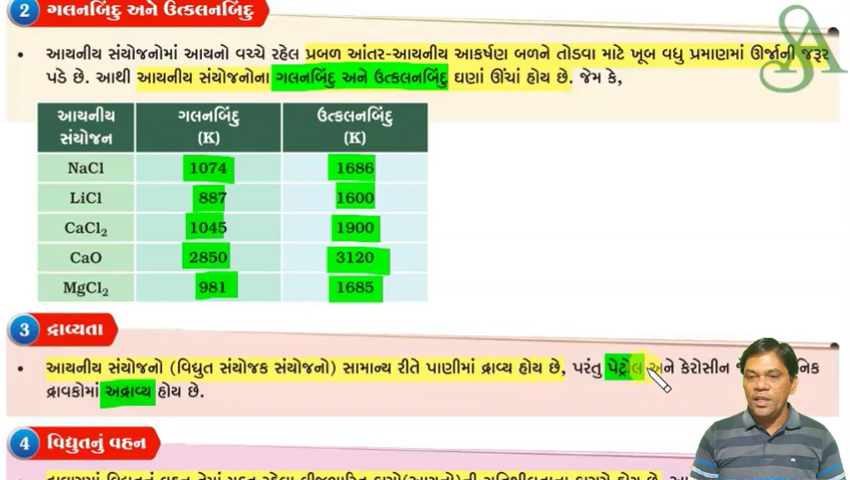 2 ગલનબિંદુ અને ઉત્કલનબિંદુ
• આયનીય સંયોજનોમાં આયનો વચ્ચે રહેલ પ્રબળ આંતર-આયનીય આકર્ષણ બળને તોડવા માટે ખૂબ વધુ પ્રમાણમાં ઊર્જાની જરૂર
પડે છે. આથી આયનીય સંયોજનોના ગલનબિંદુ અને ઉત્કલનબિંદુ ઘણાં ઊંચાં હોય છે. જેમ કે,
આયનીય સંયોજન ગલનબિંદુ (K) ઉત્કલનબિંદુ (K)
NaCl 1074 1686
LiCl 887 1600
CaCl₂ 1045 1900
CaO 2850 3120
MgCl₂ 981 1685
3 દ્રાવ્યતા
• આયનીય સંયોજનો (વિદ્યુત સંયોજક સંયોજનો) સામાન્ય રીતે પાણીમાં દ્રાવ્ય હોય છે, પરંતુ પેટ્રોલ અને કેરોસીન
દ્રાવકોમાં અદ્રાવ્ય હોય છે.
4 વિદ્યુતનું વહન